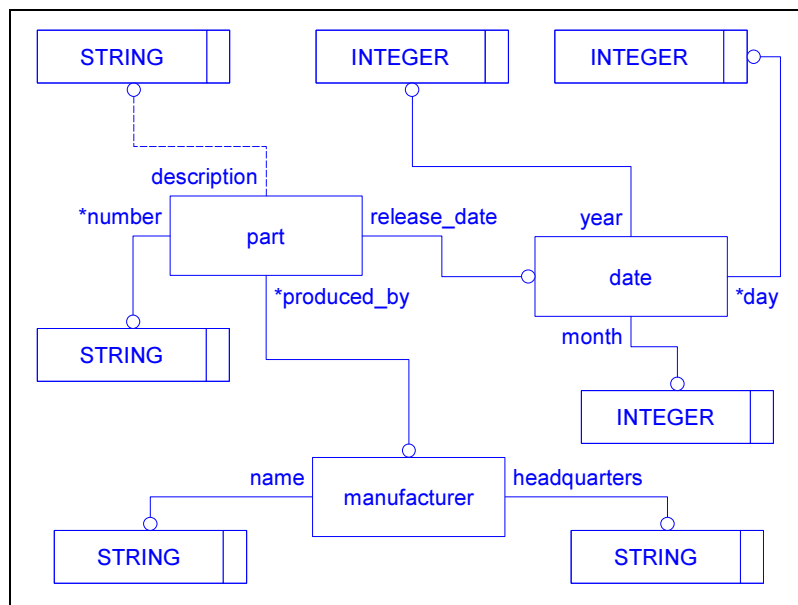 STRING
INTEGER
INTEGER
description
*number
part
release_date
year
date
*produced_by
*day
month
STRING
INTEGER
name
manufacturer
headquarters
STRING
STRING